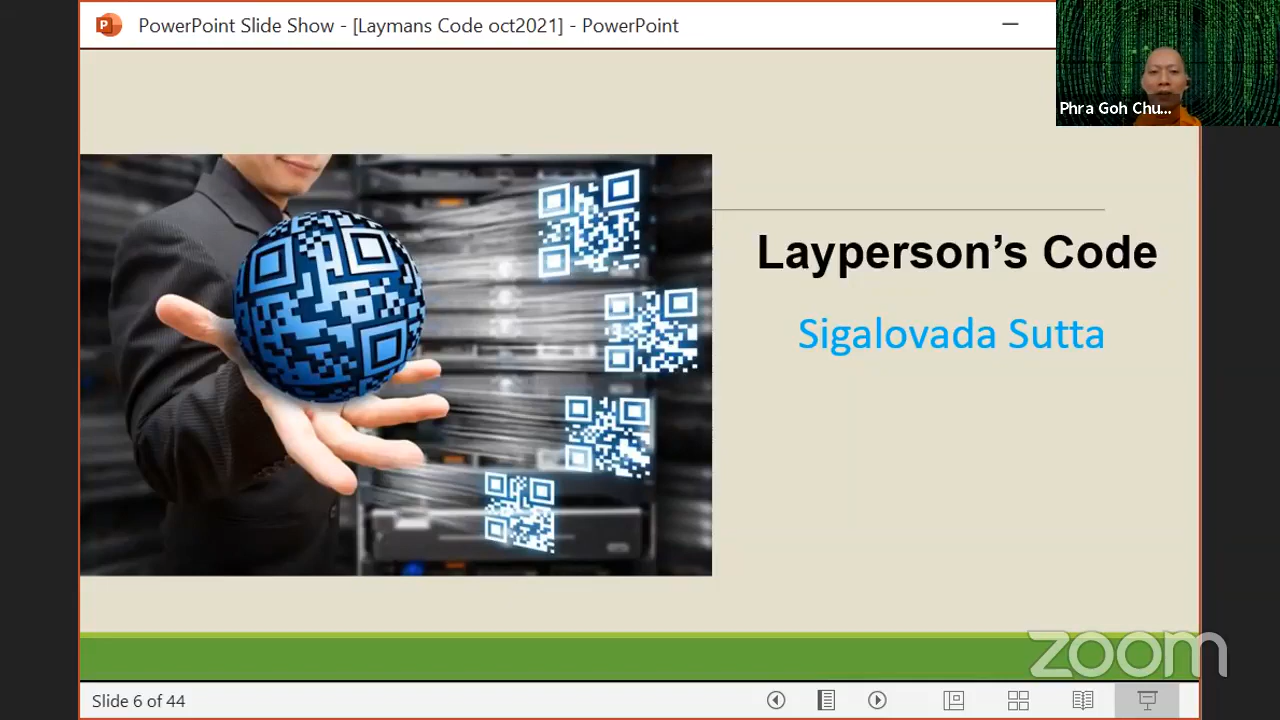 PowerPoint Slide Show - [Laymans Code oct2021] - PowerPoint
Phra Goh Chu...
Layperson’s Code
Sigalovada Sutta
zoom
Slide 6 of 44